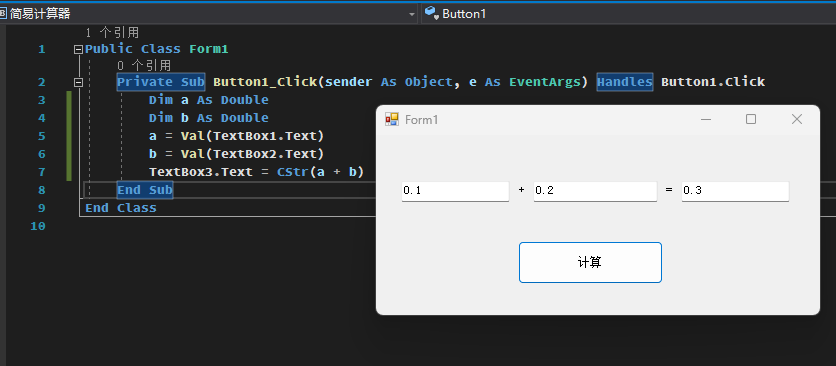 简易计算器 Button1
1 个引用
1 Public Class Form1
0 个引用
2 Private Sub Button1_Click(sender As Object, e As EventArgs) Handles Button1.Click
3 Dim a As Double
4 Dim b As Double
5 a = Val(TextBox1.Text)
6 b = Val(TextBox2.Text)
7 TextBox3.Text = CStr(a + b)
8 End Sub
9 End Class
10
Form1
0.1 + 0.2 = 0.3
计算